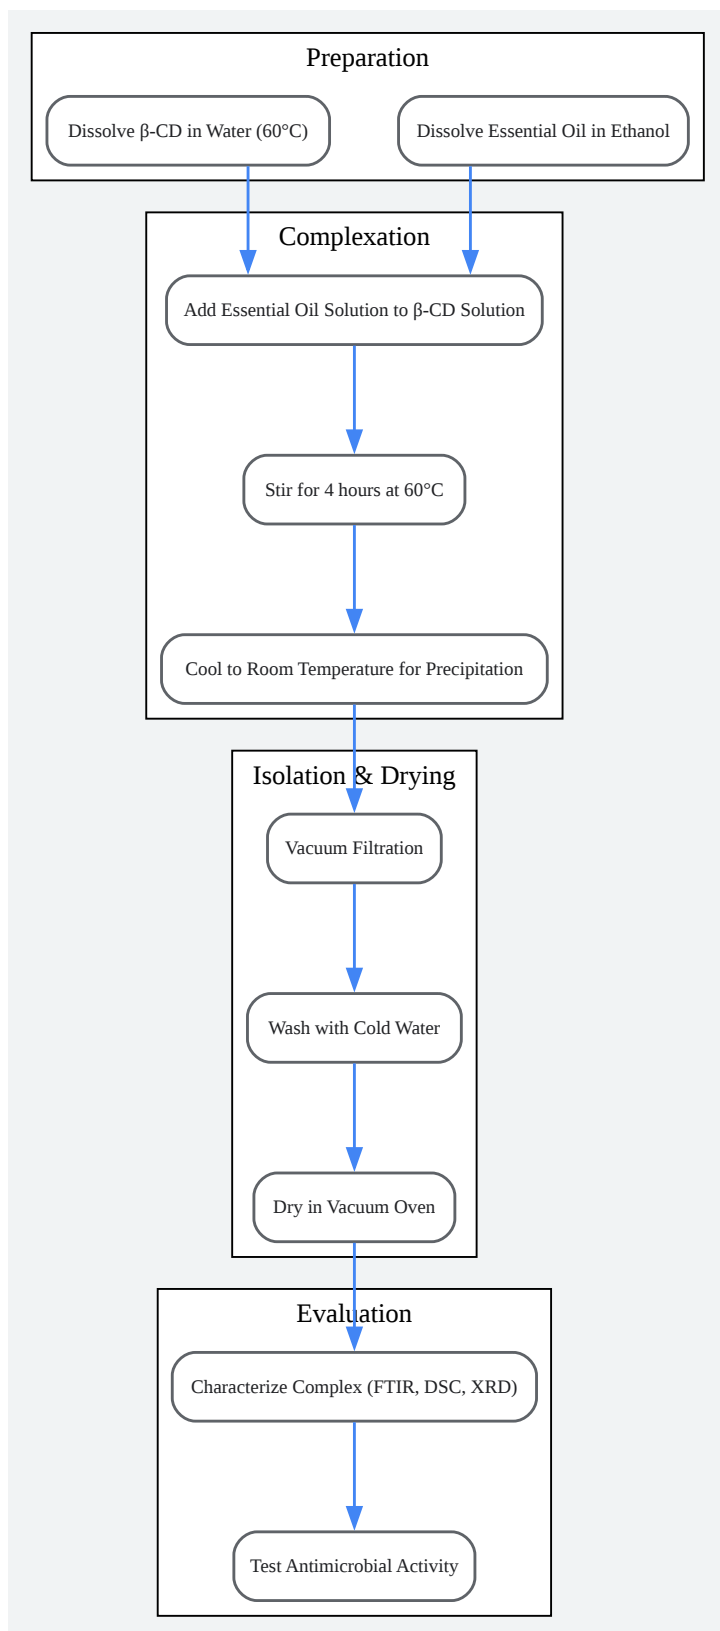 Preparation
Dissolve β-CD in Water (60°C)
Dissolve Essential Oil in Ethanol
Complexation
Add Essential Oil Solution to β-CD Solution
Stir for 4 hours at 60°C
Cool to Room Temperature for Precipitation
Isolation & Drying
Vacuum Filtration
Wash with Cold Water
Dry in Vacuum Oven
Evaluation
Characterize Complex (FTIR, DSC, XRD)
Test Antimicrobial Activity